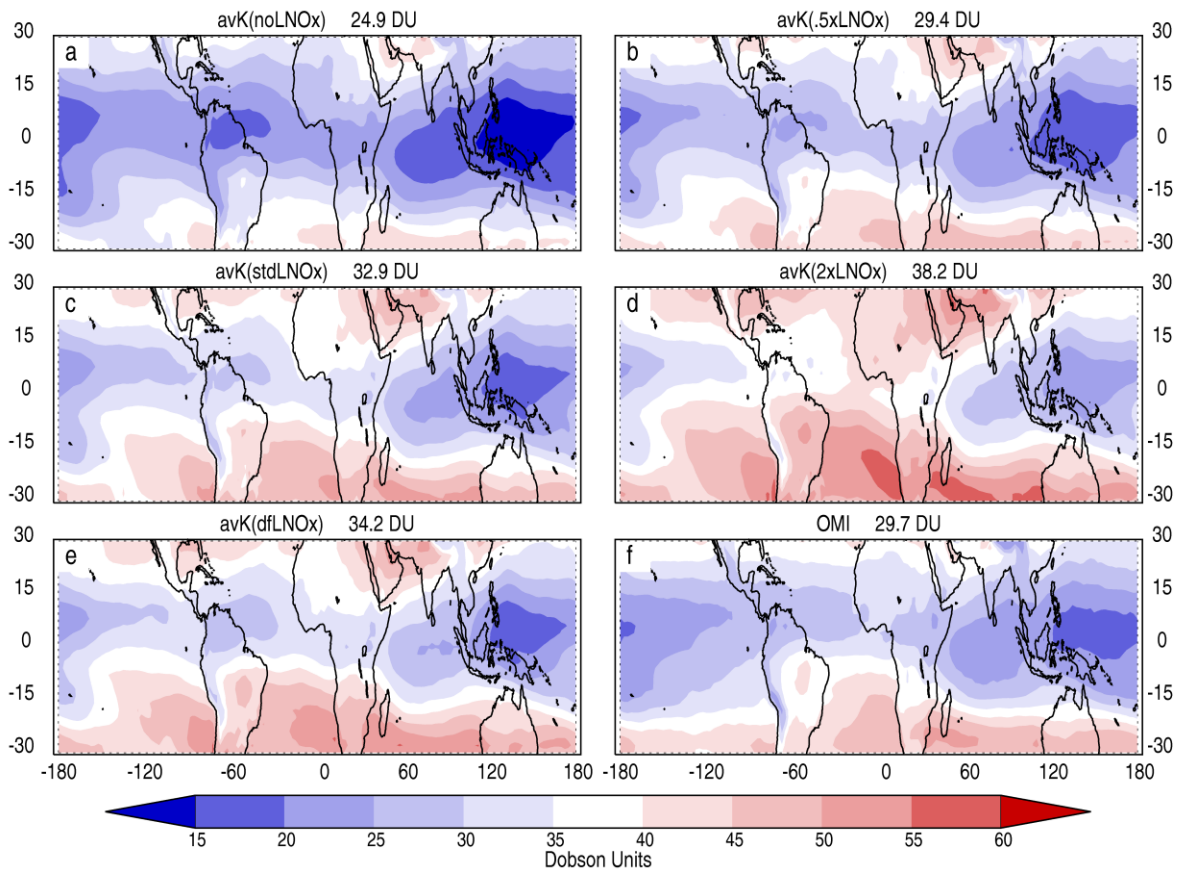 avK(noLNOx) 24.9 DU
avK(.5xLNOx) 29.4 DU
30
a
b
30
15
15
0
0
-15
-15
-30
-30
avK(stdLNOx) 32.9 DU
avK(2xLNOx) 38.2 DU
30
c
d
30
15
15
0
0
-15
-15
-30
-30
avK(dfLNOx) 34.2 DU
OMI 29.7 DU
30
e
f
30
15
15
0
0
-15
-15
-30
-30
-180 -120 -60 0 60 120 180
-120 -60 0 60 120 180
15 20 25 30 35 40 45 50 55 60
Dobson Units